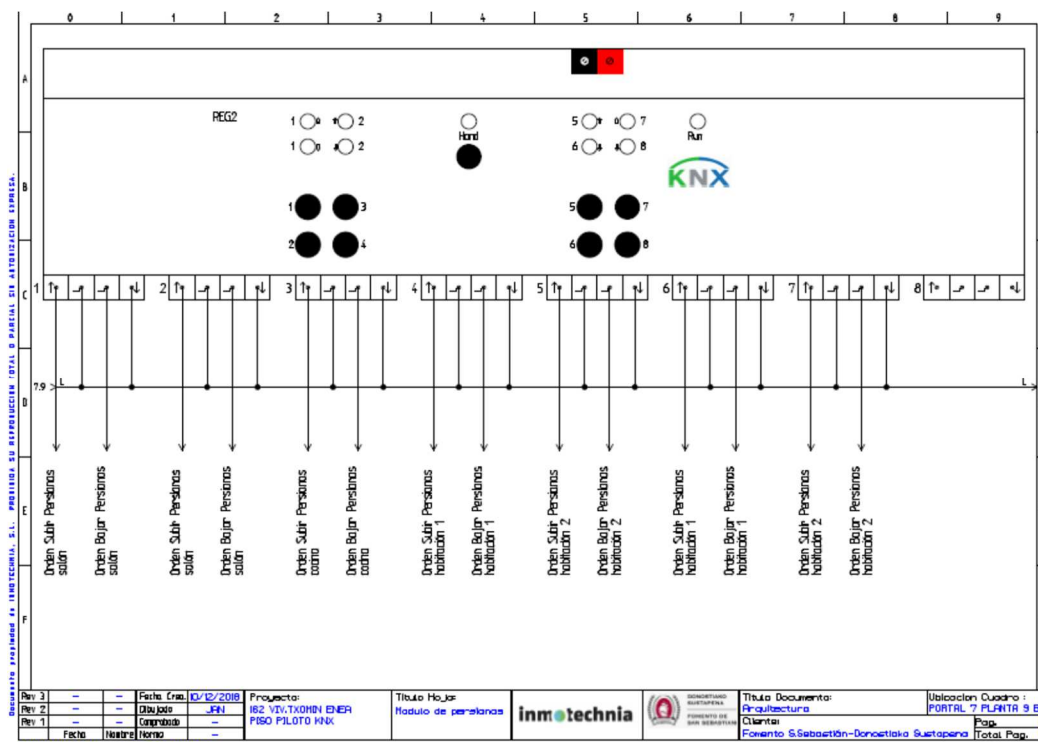 0 1 2 3 4 5 6 7 8 9
A
REG2
1 2 5 7
Hand
Run
1 2 6 8
B
KNX
1 3 5 7
2 4 6 8
C
1 2 3 4 5 6 7 8
7.9 L L
D
E
F
Orden Subir Persianas
salón
Orden Bajar Persianas
salón
Orden Subir Persianas
salón
Orden Bajar Persianas
salón
Orden Subir Persianas
cocina
Orden Bajar Persianas
cocina
Orden Subir Persianas
habitación 1
Orden Bajar Persianas
habitación 1
Orden Subir Persianas
habitación 2
Orden Bajar Persianas
habitación 2
Orden Subir Persianas
habitación 1
Orden Bajar Persianas
habitación 1
Orden Subir Persianas
habitación 2
Orden Bajar Persianas
habitación 2
Documento propiedad de INMOTECHNIA, S.L. PROHIBIDA SU REPRODUCCION TOTAL O PARCIAL SIN AUTORIZACION EXPRESA.
Rev 3 - - Fecha Crea. 10/12/2018
Rev 2 - - Dibujado JAN
Rev 1 - - Comprobado -
Fecha Nombre Norma -
Proyecto:
162 VIV.TXOMIN ENEA
PISO PILOTO KNX
Título Hoja:
Modulo de persianas
inmotechnia
DONOSTIAKO
SUSTAPENA
FOMENTO DE
SAN SEBASTIAN
Título Documento:
Arquitectura
Cliente:
Fomento S.Sebastián-Donostiako Sustapena
Ubicacion Cuadro :
PORTAL 7 PLANTA 9 B
Pag.
Total Pag.